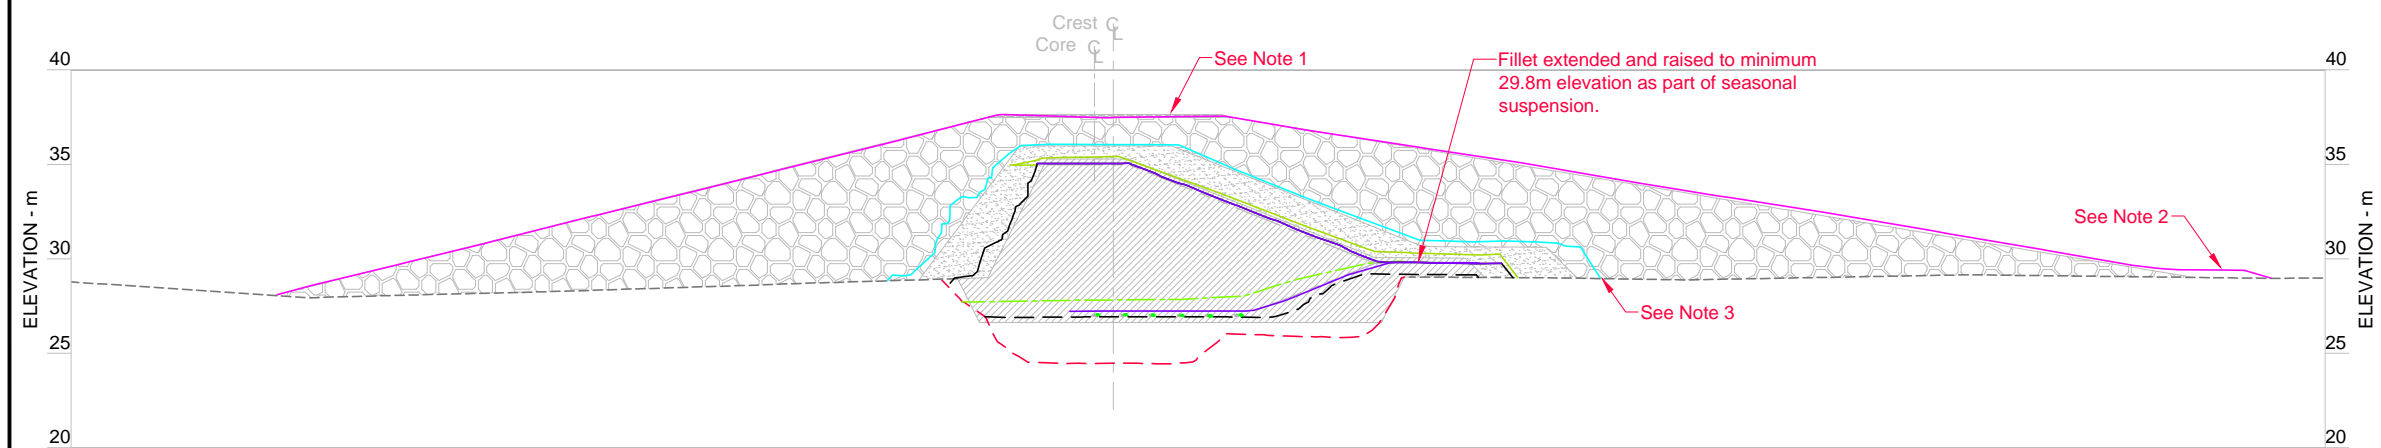 Crest ℄
Core ℄
See Note 1
Fillet extended and raised to minimum
29.8m elevation as part of seasonal
suspension.
40
40
35
35
See Note 2
30
30
ELEVATION - m
ELEVATION - m
See Note 3
25
25
20
20